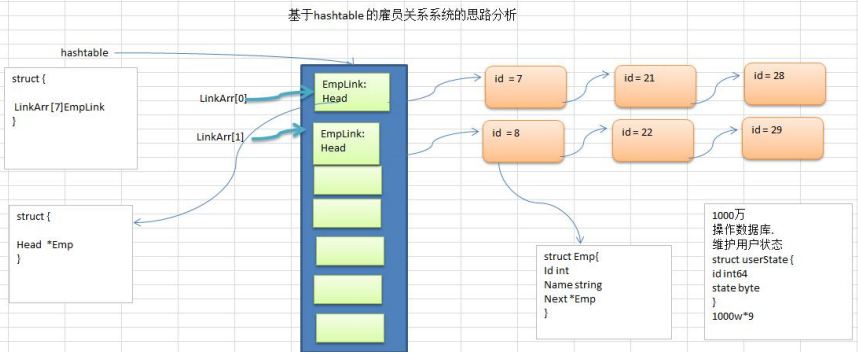 基于hashtable 的雇员关系系统的思路分析
hashtable
struct {
LinkArr [7]EmpLink
}
LinkArr[0]
LinkArr[1]
EmpLink:
Head
EmpLink:
Head
id = 7
id = 21
id = 28
id = 8
id = 22
id = 29
struct {
Head *Emp
}
struct Emp{
Id int
Name string
Next *Emp
}
1000万
操作数据库.
维护用户状态
struct userState {
id int64
state byte
}
1000w*9